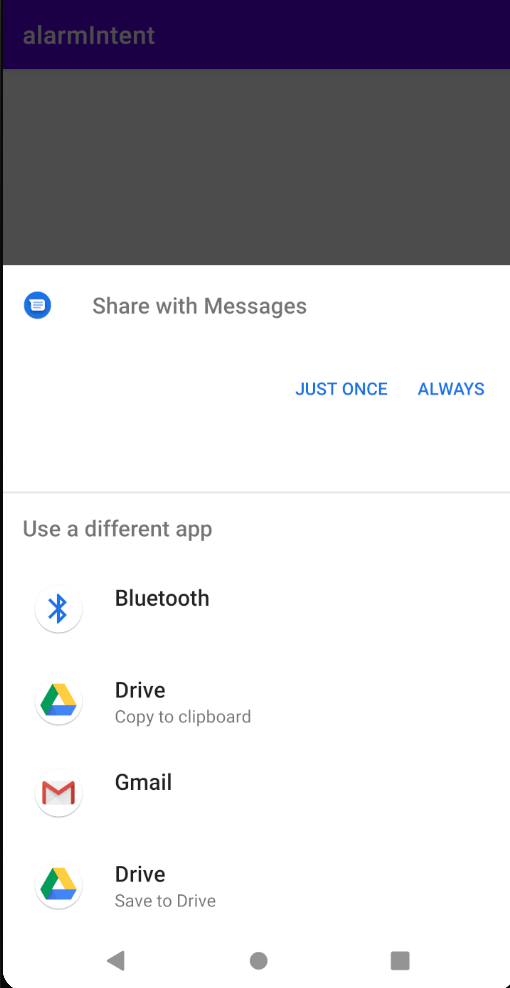 alarmIntent
Share with Messages
JUST ONCE ALWAYS
Use a different app
Bluetooth
Drive
Copy to clipboard
Gmail
Drive
Save to Drive